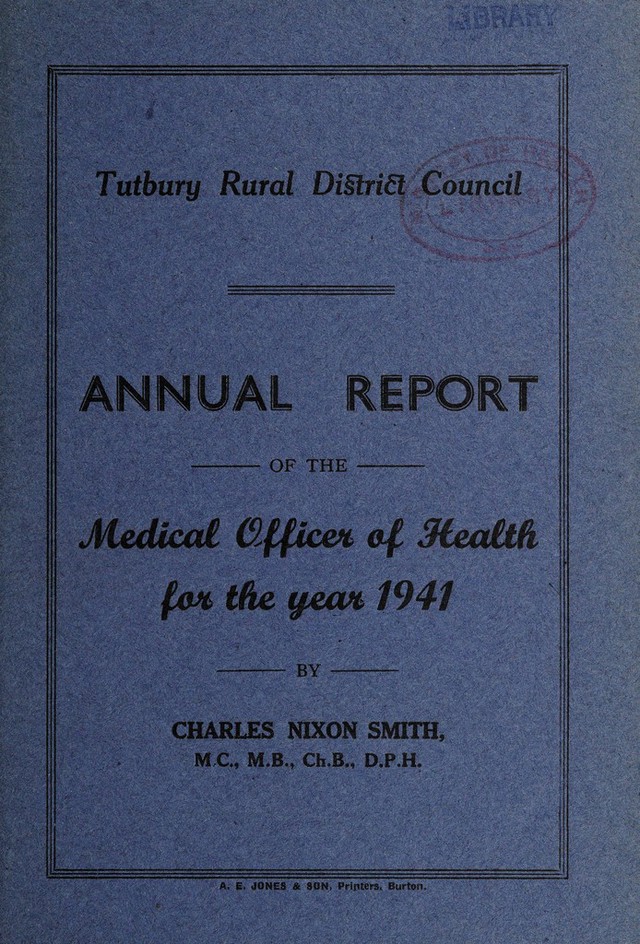 LIBRARY
Tutbury Rural District Council
ANNUAL REPORT
OF THE
Medical Officer of Health
for the year 1941
BY
CHARLES NIXON SMITH,
M.C., M.B., Ch.B., D.P.H.
A. E. JONES & SON, Printers, Burton.